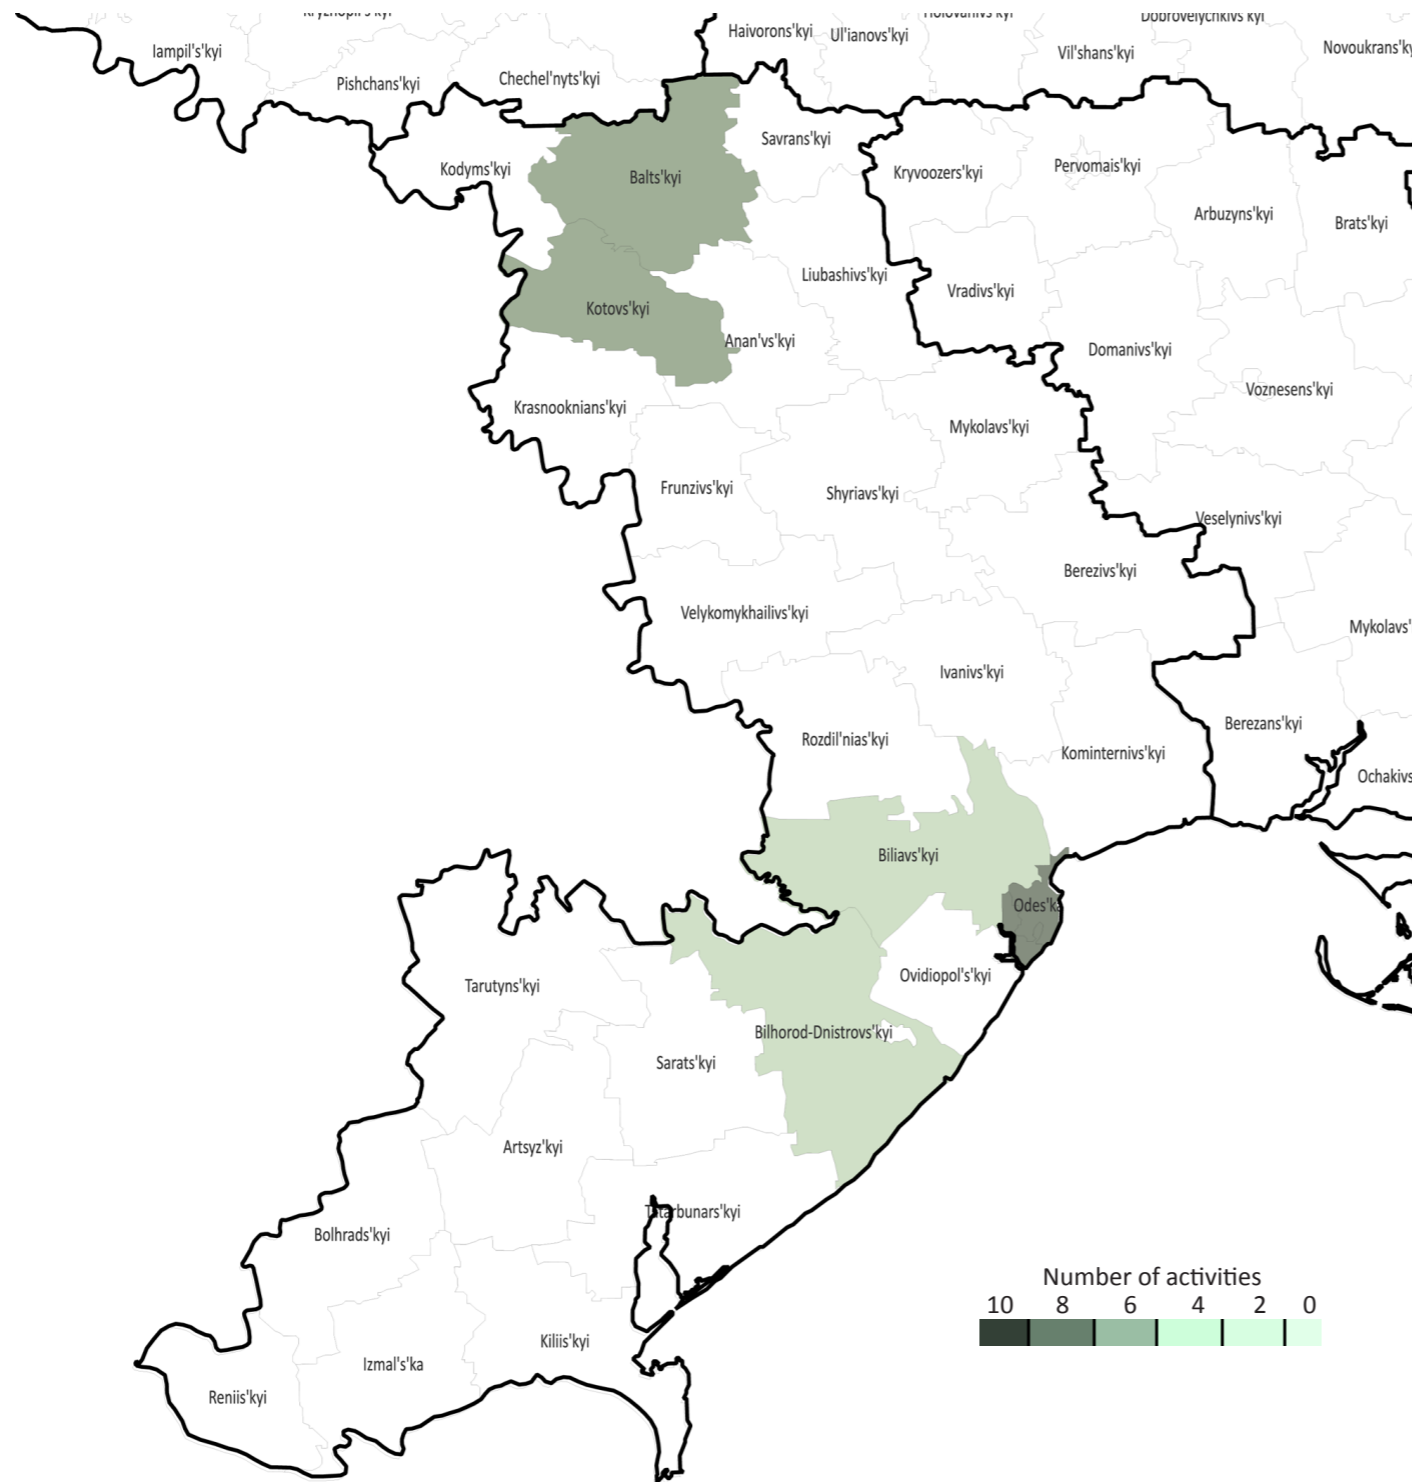 Haivorons'kyi
Ul'ianovs'kyi
Iampil's'kyi
Vil'shans'kyi
Pishchans'kyi
Chechel'nyts'kyi
Savrans'kyi
Kodyms'kyi
Balts'kyi
Kryvoozers'kyi
Pervomais'kyi
Arbuzyns'kyi
Brats'kyi
Liubashivs'kyi
Vradivs'kyi
Kotovs'kyi
Anan'vs'kyi
Domanivs'kyi
Voznesens'kyi
Krasnooknians'kyi
Mykolavs'kyi
Frunzivs'kyi
Shyriavs'kyi
Veselynivs'kyi
Berezivs'kyi
Velykomykhailivs'kyi
Mykolavs'
Ivanivs'kyi
Rozdil'nias'kyi
Kominternivs'kyi
Berezans'kyi
Ochakivs
Biliavs'kyi
Odes'ka
Ovidiopol's'kyi
Tarutyns'kyi
Bilhorod-Dnistrovs'kyi
Sarats'kyi
Artsyz'kyi
Tatarbunars'kyi
Bolhrads'kyi
Kiliis'kyi
Izmal's'ka
Reniis'kyi
Number of activities
10 8 6 4 2 0